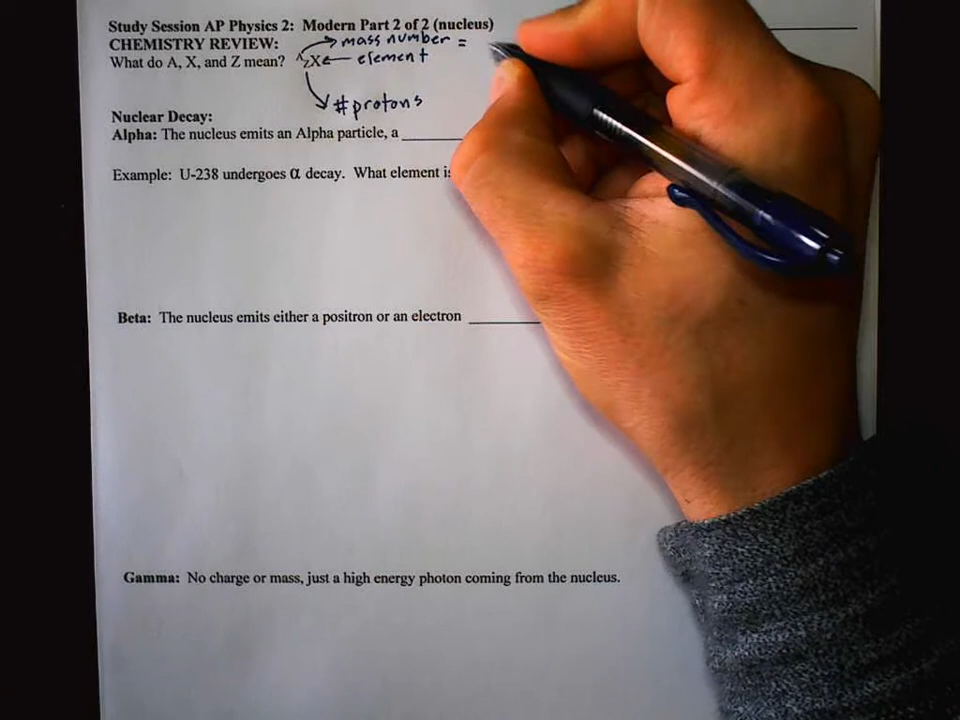 Study Session AP Physics 2: Modern Part 2 of 2 (nucleus)
CHEMISTRY REVIEW: mass number =
What do A, X, and Z mean? AZX element
#protons
Nuclear Decay:
Alpha: The nucleus emits an Alpha particle, a
Example: U-238 undergoes α decay. What element
Beta: The nucleus emits either a positron or an electron
Gamma: No charge or mass, just a high energy photon coming from the nucleus.